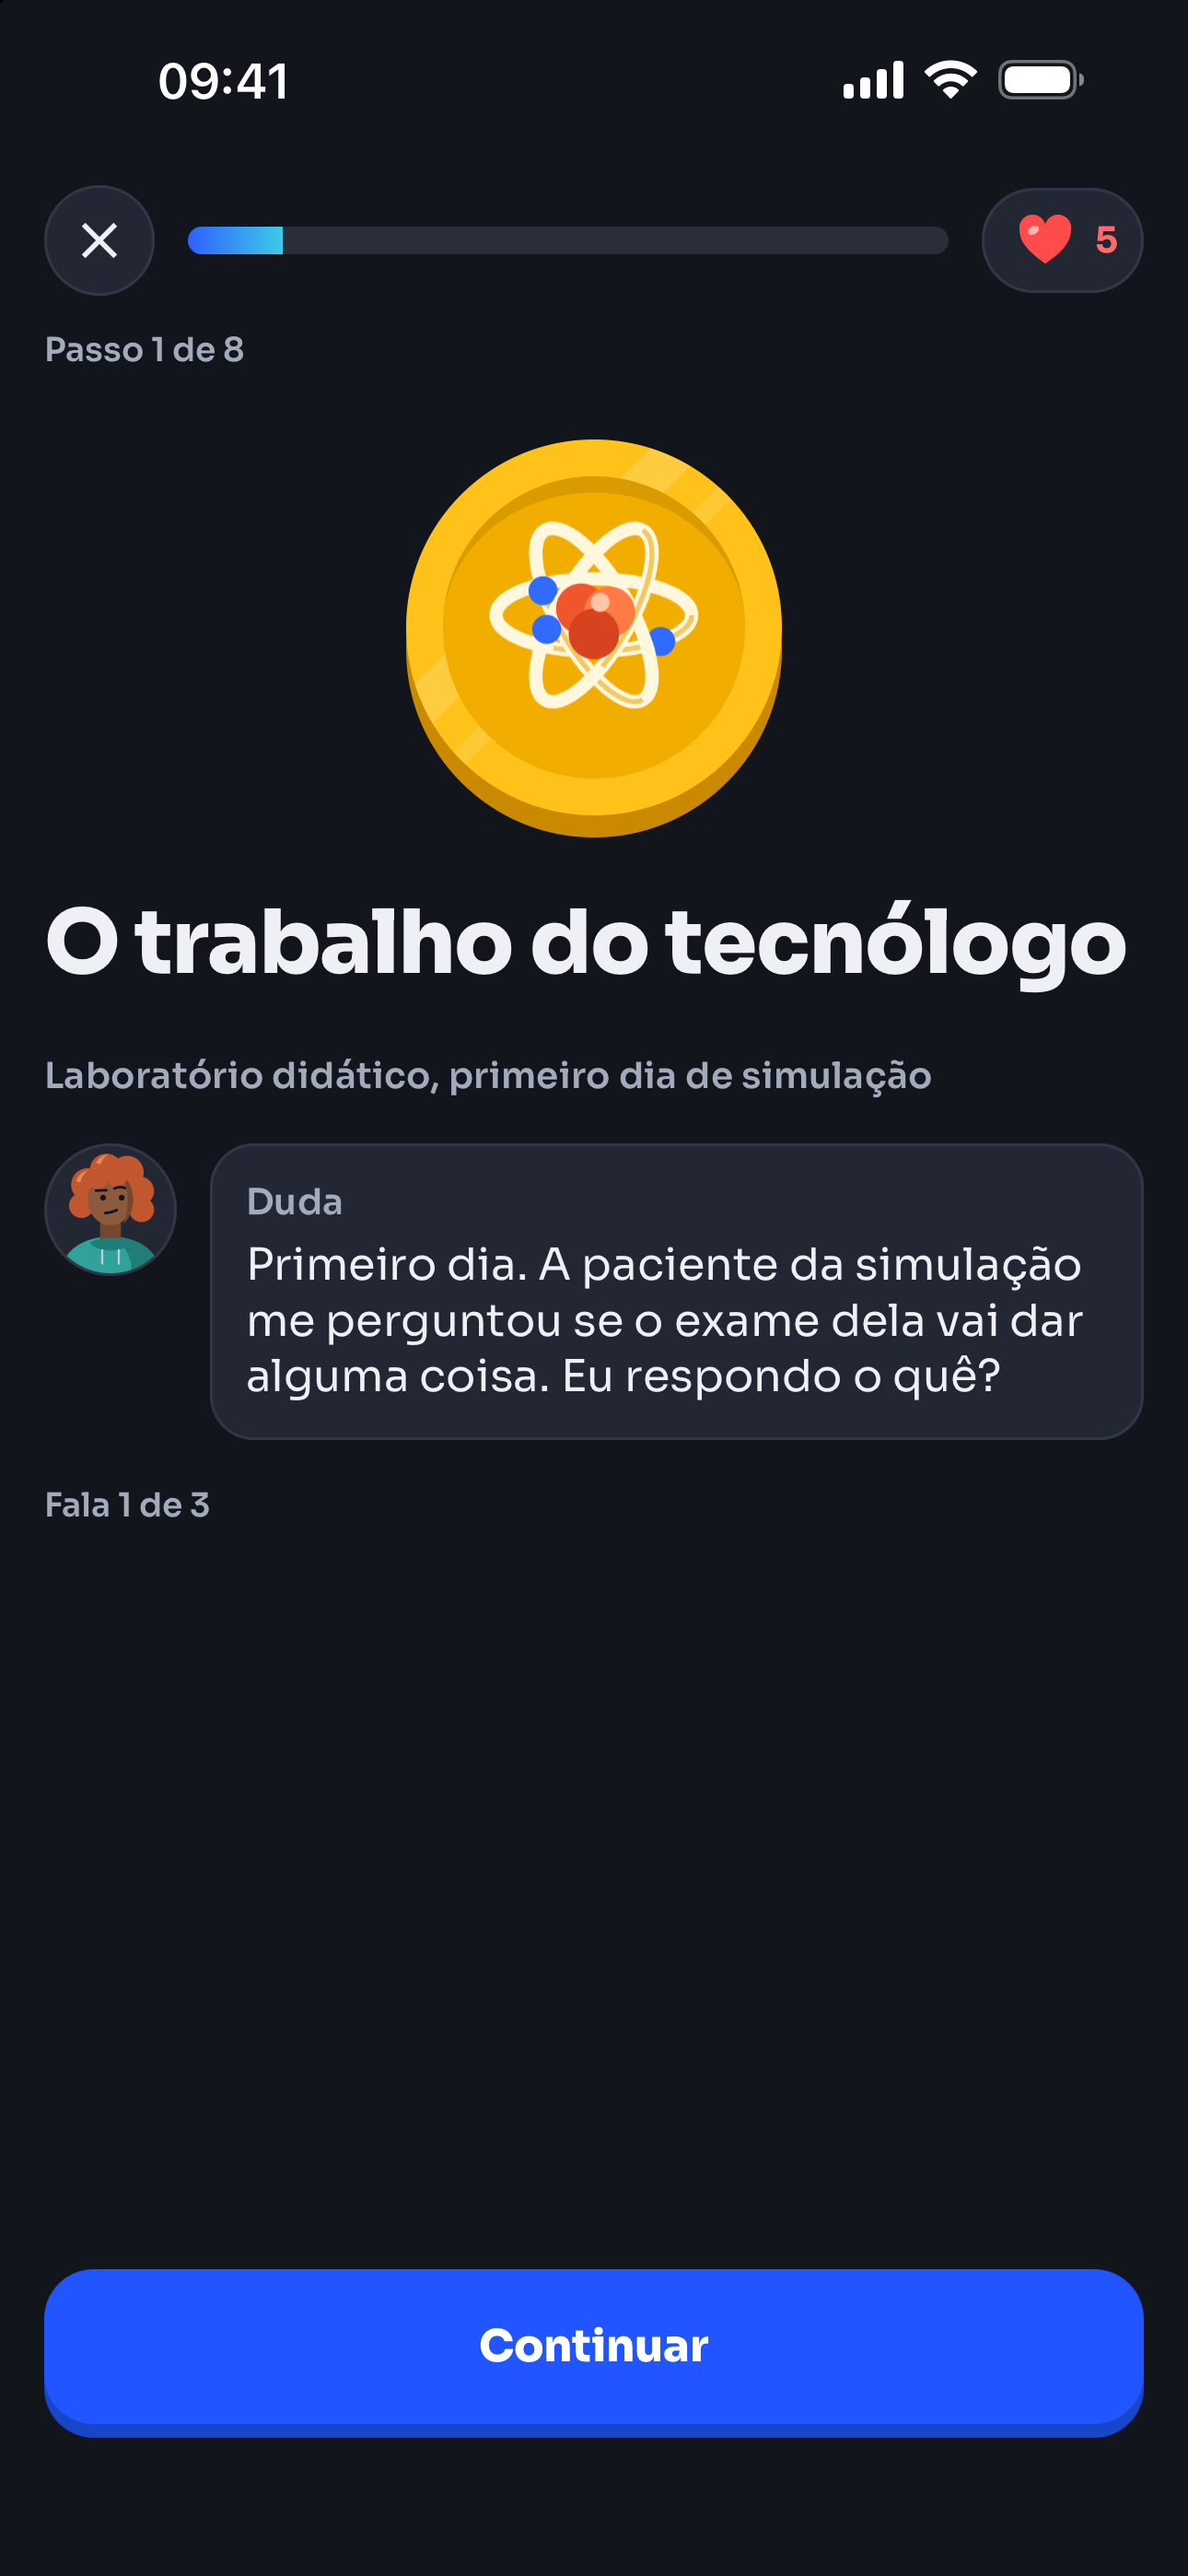 09:41
5
Passo 1 de 8
O trabalho do tecnólogo
Laboratório didático, primeiro dia de simulação
Duda
Primeiro dia. A paciente da simulação
me perguntou se o exame dela vai dar
alguma coisa. Eu respondo o quê?
Fala 1 de 3
Continuar